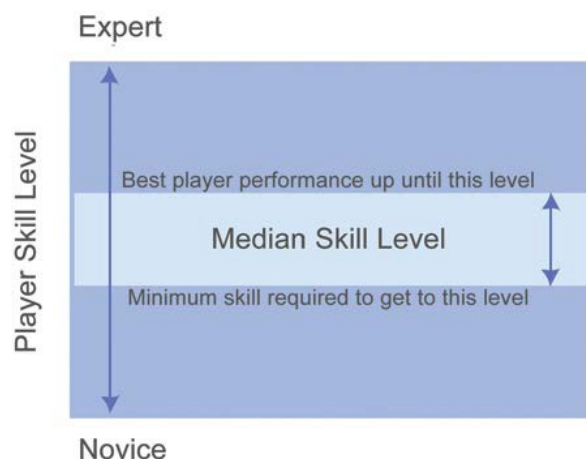 Expert
Player Skill Level
Best player performance up until this level
Median Skill Level
Minimum skill required to get to this level
Novice